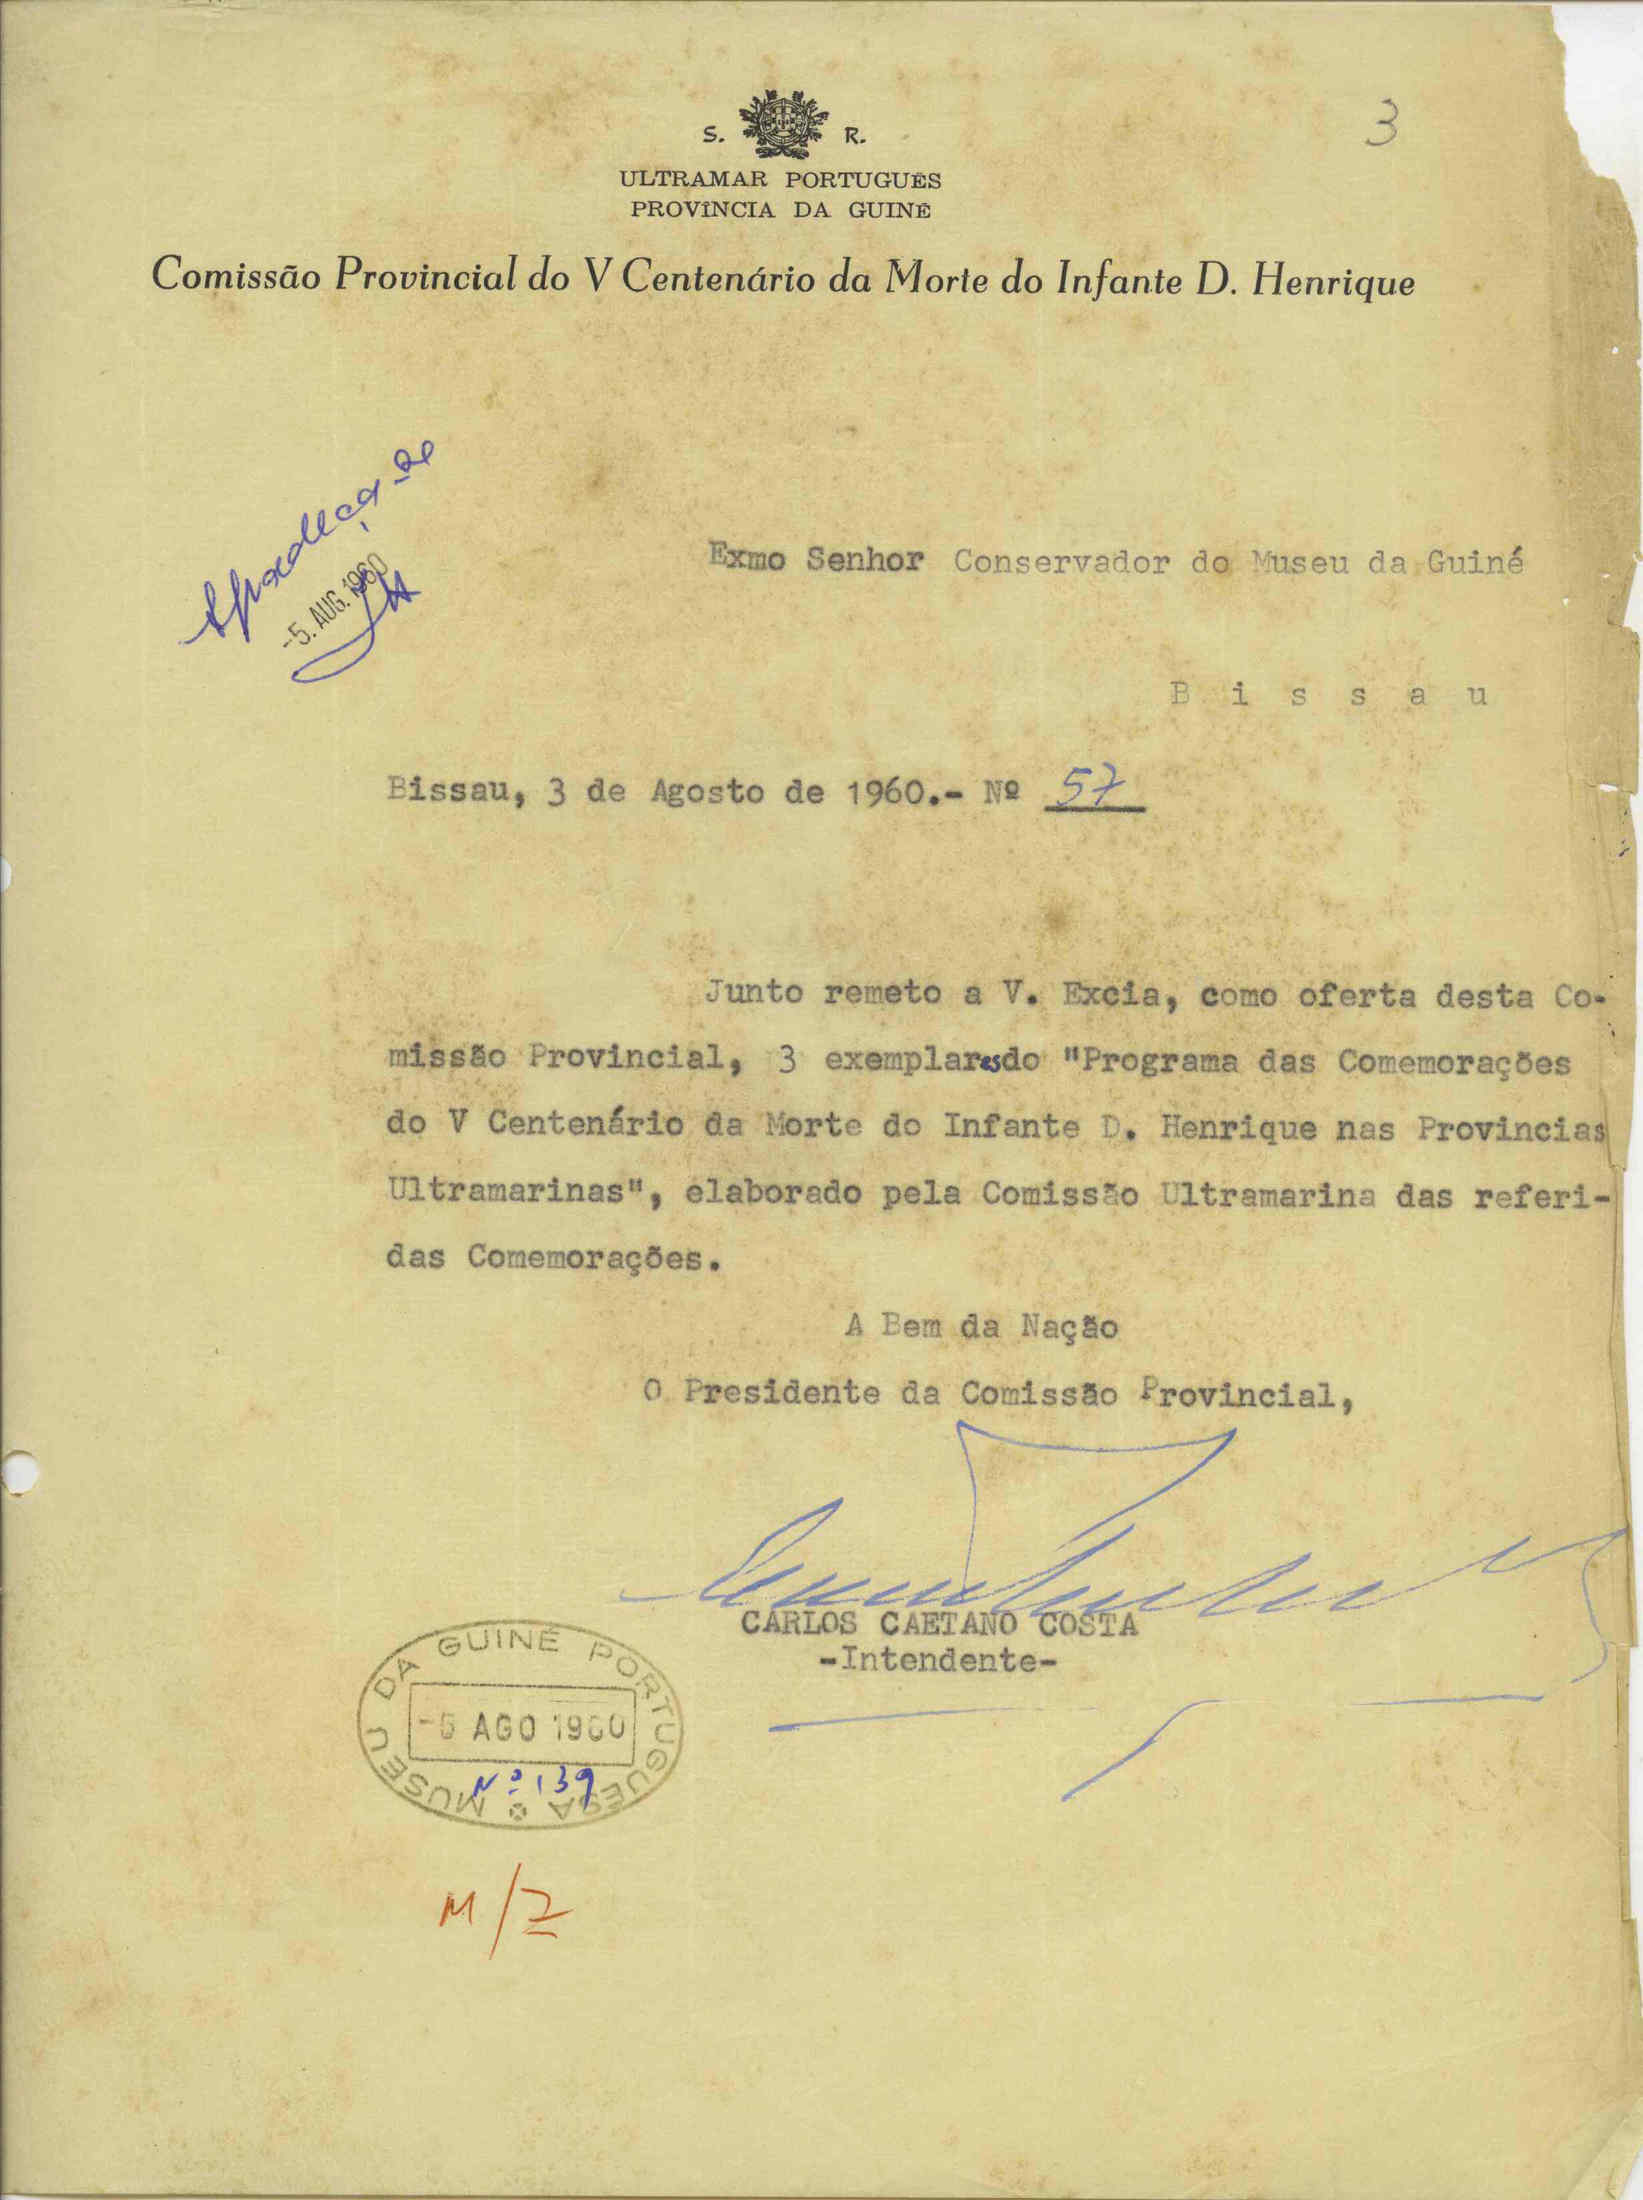 3
S. R.
ULTRAMAR PORTUGUÊS
PROVÍNCIA DA GUINÉ
Comissão Provincial do V Centenário da Morte do Infante D. Henrique
Agradeça-se
-5. AUG. 1960
Exmo Senhor Conservador do Museu da Guiné
Bissau
Bissau, 3 de Agosto de 1960.- Nº 57
Junto remeto a V. Excia, como oferta desta Co-
missão Provincial, 3 exemplares do "Programa das Comemorações
do V Centenário da Morte do Infante D. Henrique nas Provincias
Ultramarinas", elaborado pela Comissão Ultramarina das referi-
das Comemorações.
A Bem da Nação
O Presidente da Comissão Provincial,
CARLOS CAETANO COSTA
-Intendente-
MUSEU DA GUINÉ PORTUGUESA
-5 AGO 1960
Nº 139
M/2